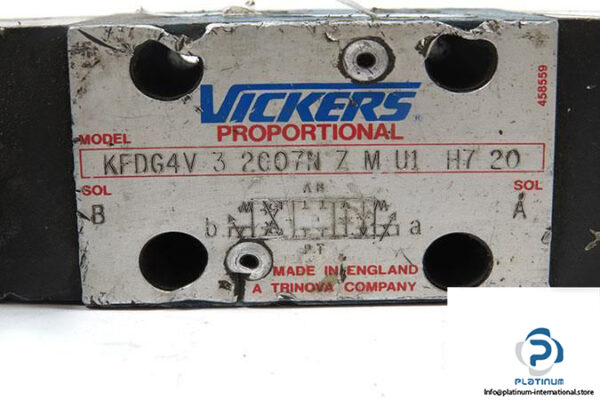 VICKERS
PROPORTIONAL
MODEL
KFDG4V 3 2C07N Z M U1 H7 20
SOL
B
SOL
A
A B
b
a
P T
MADE IN ENGLAND
A TRINOVA COMPANY
458559
PLATINUM
INTERNATIONAL
Info@platinum-international.store